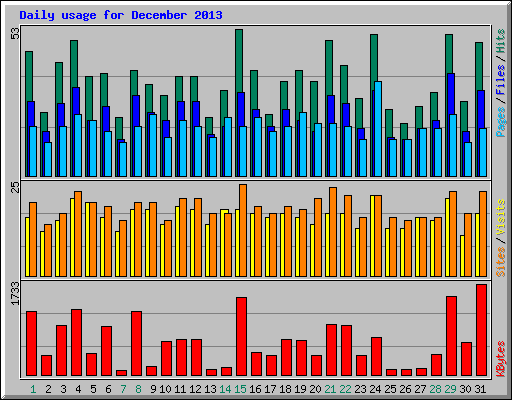 Daily usage for December 2013
53
Pages / Files / Hits
25
Sites / Visits
1733
KBytes
1 2 3 4 5 6 7 8 9 10 11 12 13 14 15 16 17 18 19 20 21 22 23 24 25 26 27 28 29 30 31